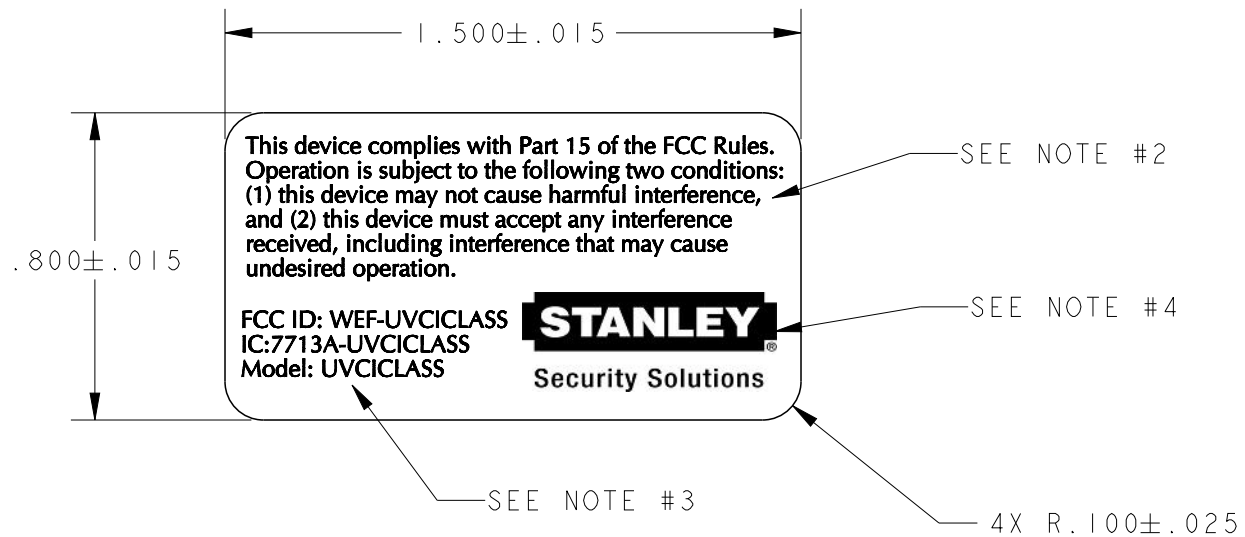 1.500±.015
This device complies with Part 15 of the FCC Rules.
Operation is subject to the following two conditions:
(1) this device may not cause harmful interference,
and (2) this device must accept any interference
received, including interference that may cause
undesired operation.
SEE NOTE #2
.800±.015
FCC ID: WEF-UVCICLASS
IC:7713A-UVCICLASS
Model: UVCICLASS
STANLEY®
Security Solutions
SEE NOTE #4
SEE NOTE #3
4X R.100±.025